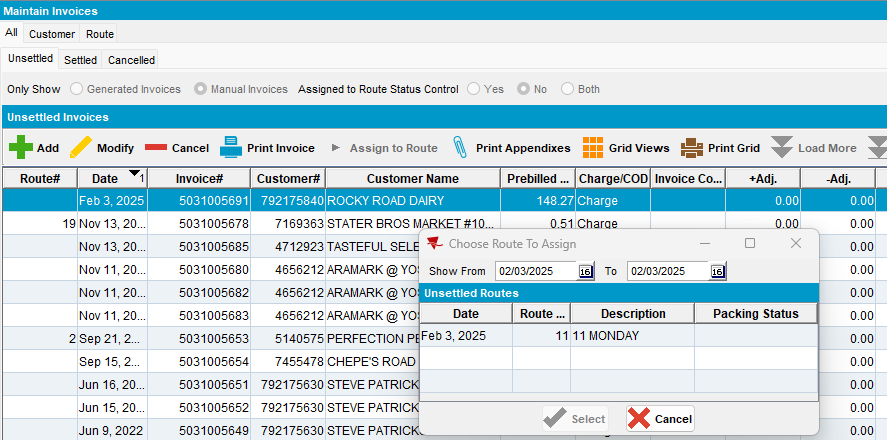 Maintain Invoices
All Customer Route
Unsettled Settled Cancelled
Only Show Generated Invoices Manual Invoices Assigned to Route Status Control Yes No Both
Unsettled Invoices
Add Modify Cancel Print Invoice Assign to Route Print Appendixes Grid Views Print Grid Load More
Route# Date 1 Invoice# Customer# Customer Name Prebilled ... Charge/COD Invoice Co... +Adj. -Adj.
Feb 3, 2025 5031005691 792175840 ROCKY ROAD DAIRY 148.27 Charge 0.00 0.00
19 Nov 13, 20... 5031005678 7169363 STATER BROS MARKET #10... 0.51 Charge 0.00 0.00
Nov 13, 20... 5031005685 4712923 TASTEFUL SELE 0.00
Nov 11, 20... 5031005680 4656212 ARAMARK @ YOS 0.00
Nov 11, 20... 5031005682 4656212 ARAMARK @ YOS 0.00
Nov 11, 20... 5031005683 4656212 ARAMARK @ YOS 0.00
2 Sep 21, 20... 5031005653 5140575 PERFECTION PE 0.00
Sep 15, 20... 5031005654 7455478 CHEPE'S ROAD 0.00
Jun 16, 20... 5031005651 792175630 STEVE PATRICK 0.00
Jun 15, 20... 5031005652 792175630 STEVE PATRICK 0.00
Jun 9, 2022 5031005649 792175630 STEVE PATRICK 0.00
Choose Route To Assign
Show From 02/03/2025 16 To 02/03/2025 16
Unsettled Routes
Date Route ... Description Packing Status
Feb 3, 2025 11 11 MONDAY
Select Cancel